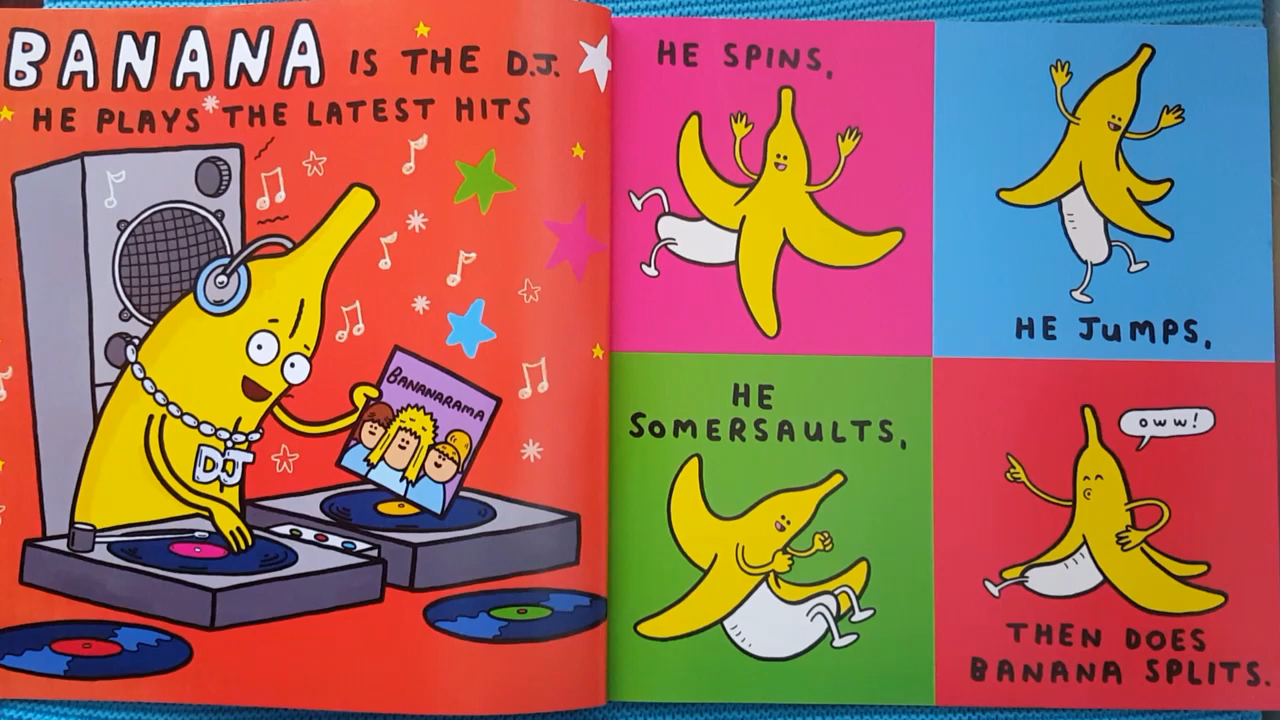 BANANA IS THE D.J.
HE PLAYS THE LATEST HITS
BANANARAMA
DJ
HE SPINS,
HE JUMPS,
HE
SOMERSAULTS,
oww!
THEN DOES
BANANA SPLITS.